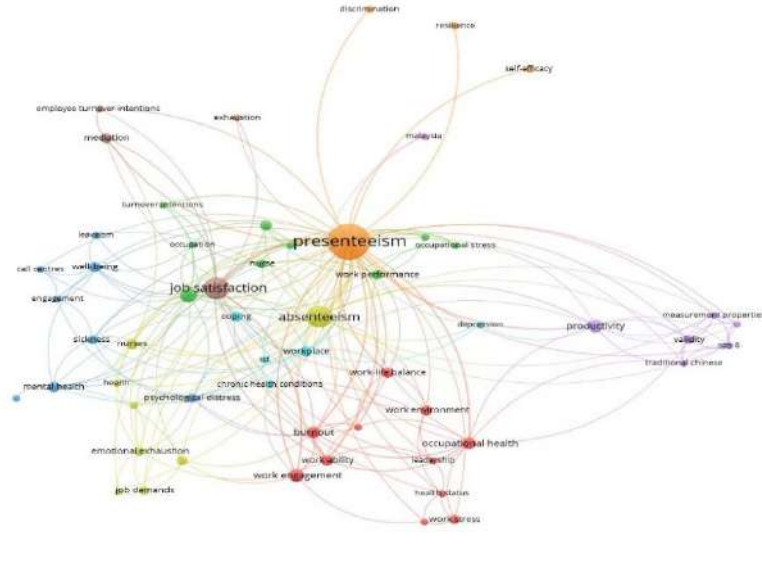 discrimination
resilience
self-efficacy
employee turnover intentions
exhaustion
mediation
malaysia
turnover intentions
presenteeism
leaveism
occupation
occupational stress
nurse
call centres
well-being
work performance
job satisfaction
engagement
coping
absenteeism
depression
productivity
measurement properties
sickness
nurses
workplace
validity
traditional chinese
work-life balance
mental health
health
chronic health conditions
psychological distress
work environment
burnout
occupational health
emotional exhaustion
work ability
leadership
work engagement
job demands
health status
work stress